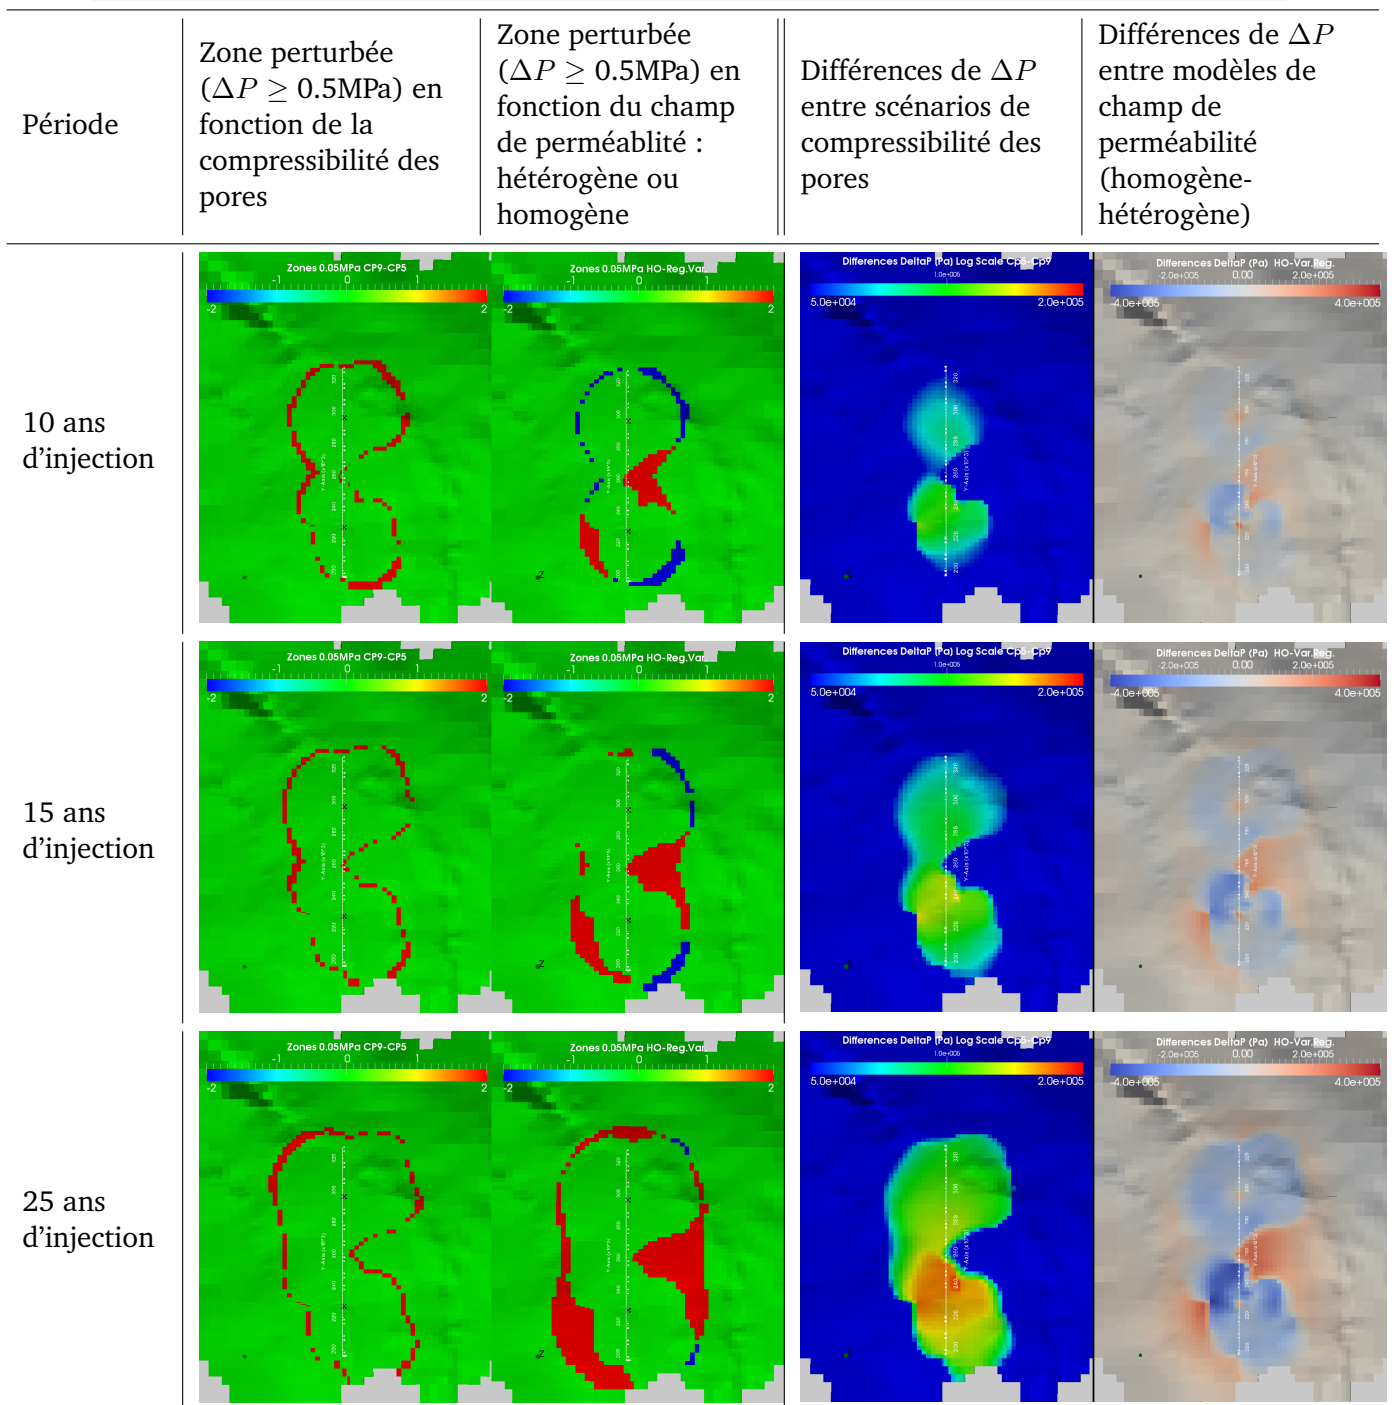 Période
Zone perturbée
(ΔP ≥ 0.5MPa) en
fonction de la
compressibilité des
pores
Zone perturbée
(ΔP ≥ 0.5MPa) en
fonction du champ
de perméablité :
hétérogène ou
homogène
Différences de ΔP
entre scénarios de
compressibilité des
pores
Différences de ΔP
entre modèles de
champ de
perméabilité
(homogène-
hétérogène)
10 ans
d'injection
Zones 0.05MPa CP9-CP5
-1 0 1
-2 2
Zones 0.05MPa HO-Reg.Var.
-1 0 1
-2 2
Differences DeltaP (Pa) Log Scale Cp5-Cp9
1.0e+005
5.0e+004 2.0e+005
Differences DeltaP (Pa) HO-Var.Reg.
-2.0e+005 0.00 2.0e+005
-4.0e+005 4.0e+005
15 ans
d'injection
Zones 0.05MPa CP9-CP5
-1 0 1
-2 2
Zones 0.05MPa HO-Reg.Var.
-1 0 1
-2 2
Differences DeltaP (Pa) Log Scale Cp5-Cp9
1.0e+005
5.0e+004 2.0e+005
Differences DeltaP (Pa) HO-Var.Reg.
-2.0e+005 0.00 2.0e+005
-4.0e+005 4.0e+005
25 ans
d'injection
Zones 0.05MPa CP9-CP5
-1 0 1
-2 2
Zones 0.05MPa HO-Reg.Var.
-1 0 1
-2 2
Differences DeltaP (Pa) Log Scale Cp5-Cp9
1.0e+005
5.0e+004 2.0e+005
Differences DeltaP (Pa) HO-Var.Reg.
-2.0e+005 0.00 2.0e+005
-4.0e+005 4.0e+005